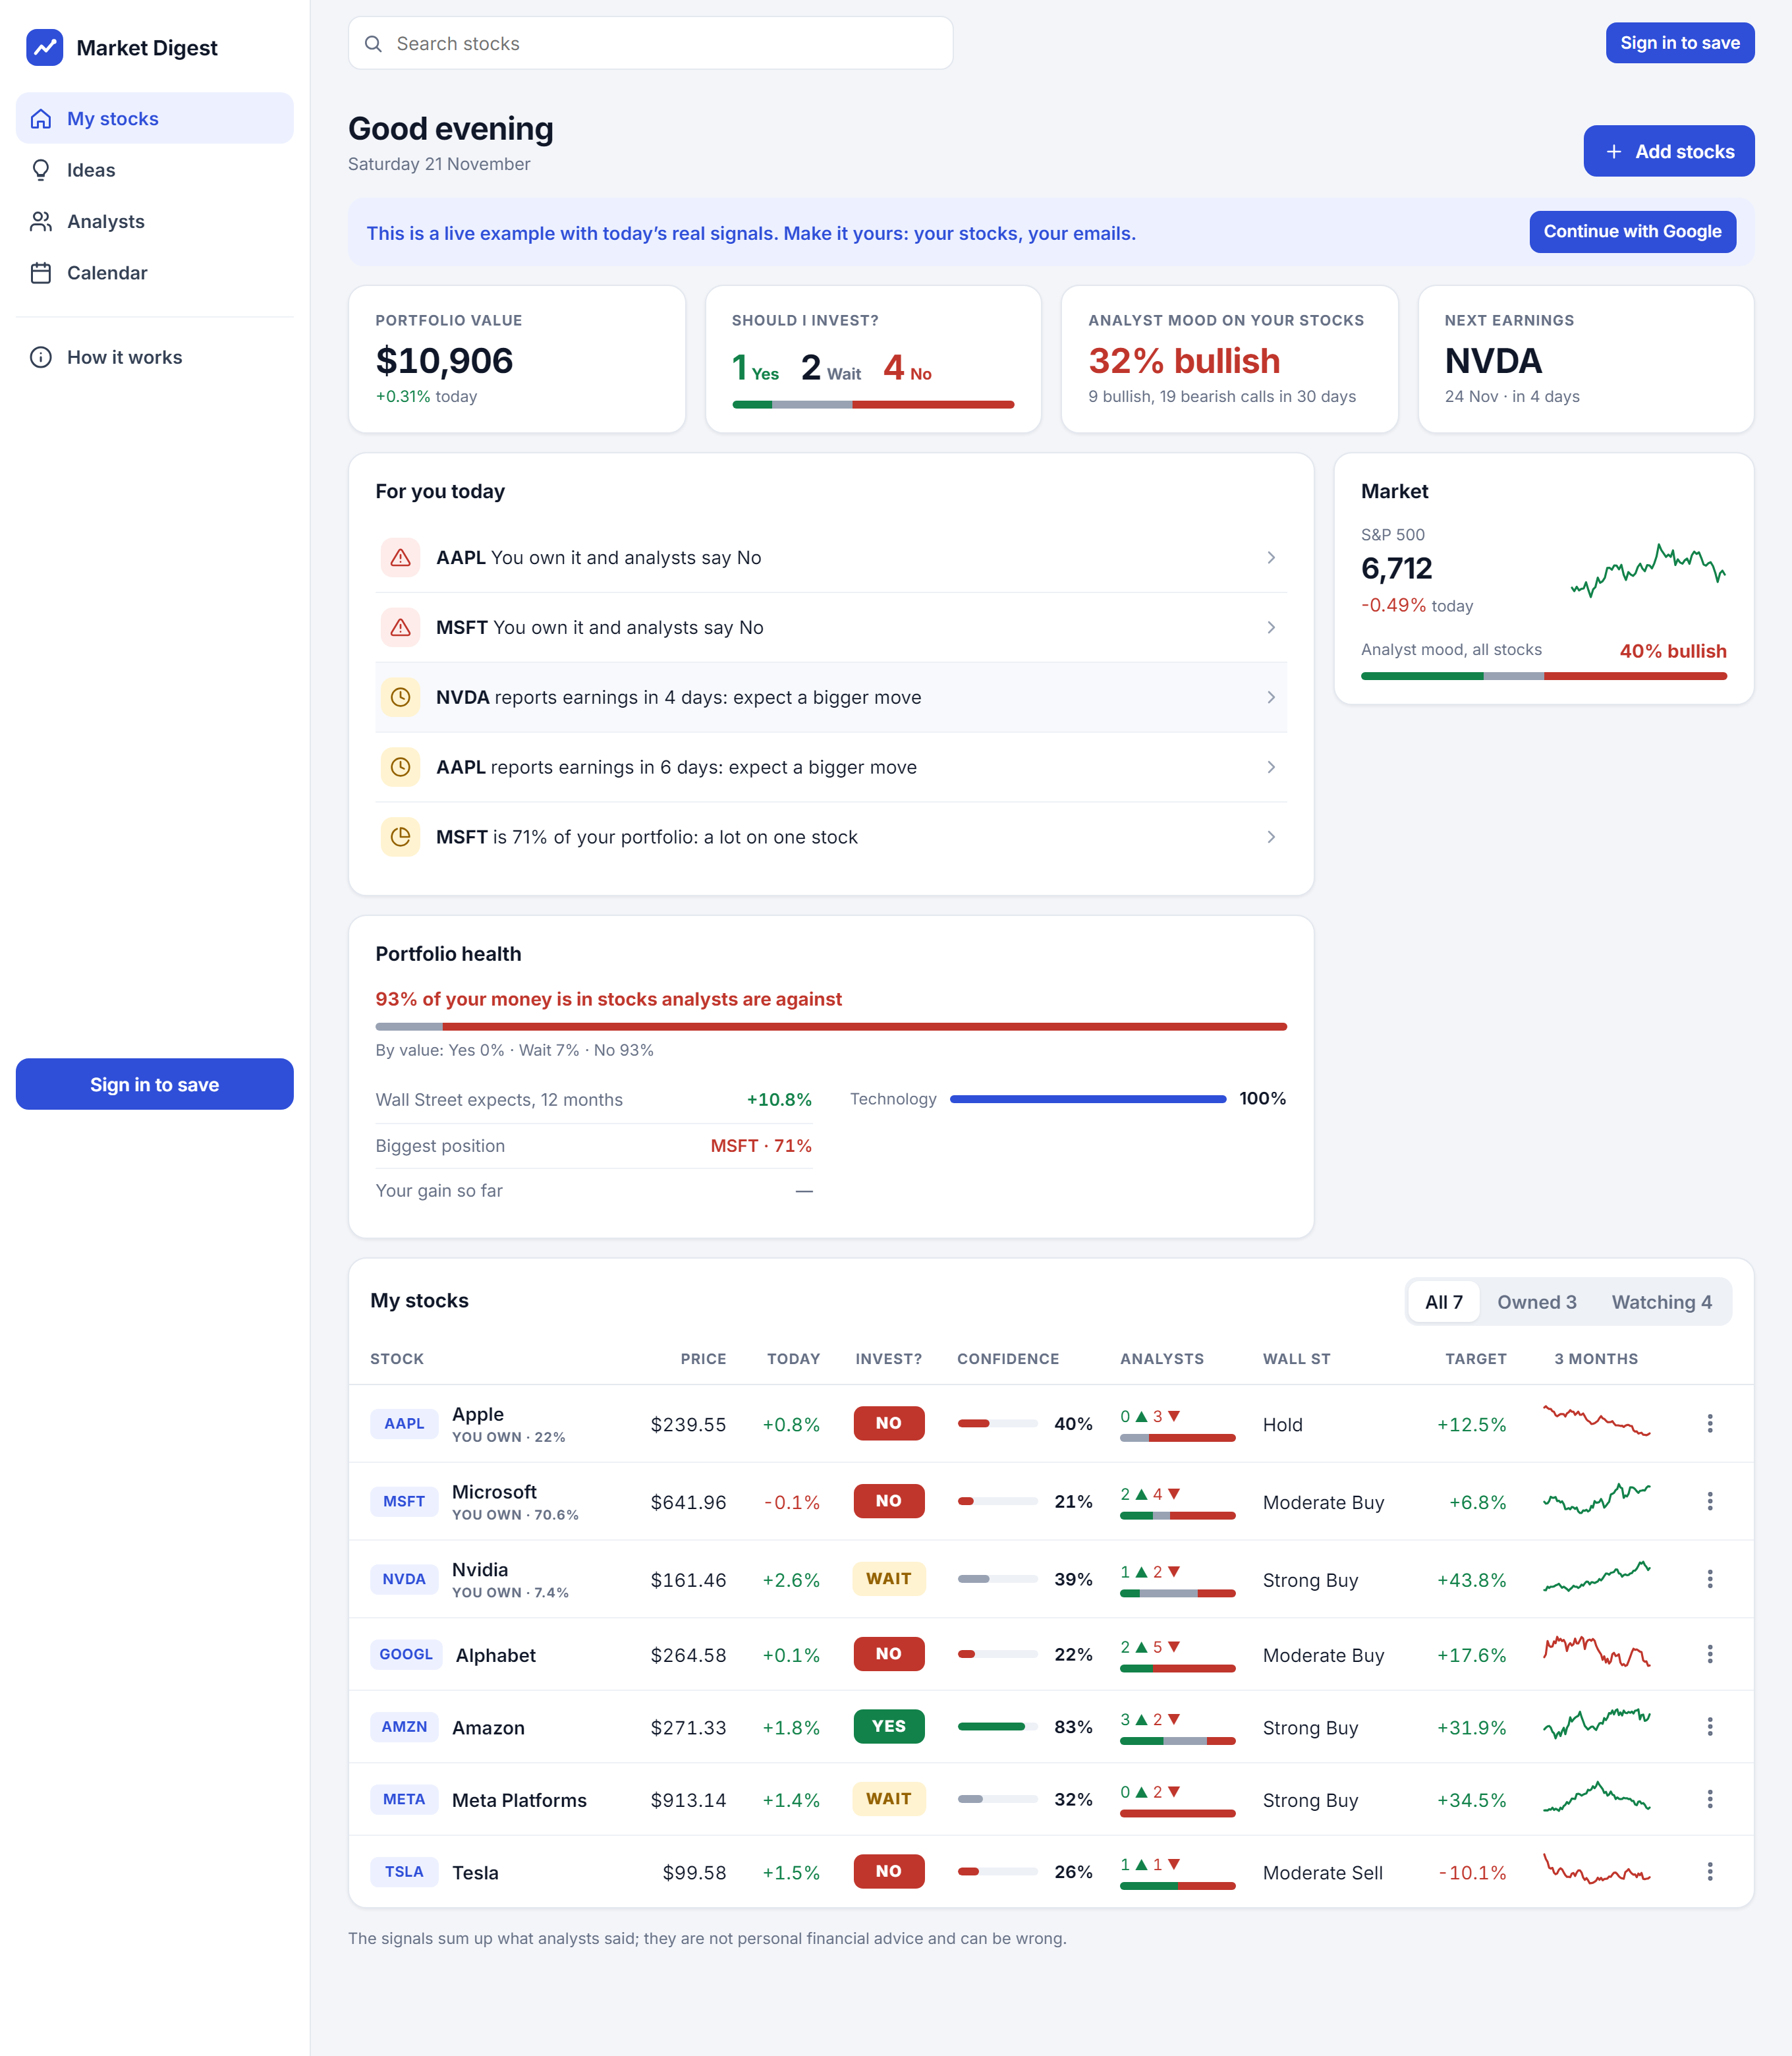 Market Digest
My stocks
Ideas
Analysts
Calendar
How it works
Sign in to save
Search stocks
Sign in to save
Good evening
Saturday 21 November
Add stocks
This is a live example with today’s real signals. Make it yours: your stocks, your emails.
Continue with Google
PORTFOLIO VALUE
$10,906
+0.31% today
SHOULD I INVEST?
1 Yes 2 Wait 4 No
ANALYST MOOD ON YOUR STOCKS
32% bullish
9 bullish, 19 bearish calls in 30 days
NEXT EARNINGS
NVDA
24 Nov · in 4 days
For you today
AAPL You own it and analysts say No
MSFT You own it and analysts say No
NVDA reports earnings in 4 days: expect a bigger move
AAPL reports earnings in 6 days: expect a bigger move
MSFT is 71% of your portfolio: a lot on one stock
Market
S&P 500
6,712
-0.49% today
Analyst mood, all stocks 40% bullish
Portfolio health
93% of your money is in stocks analysts are against
By value: Yes 0% · Wait 7% · No 93%
Wall Street expects, 12 months +10.8%
Biggest position MSFT · 71%
Your gain so far —
Technology 100%
My stocks
All 7 Owned 3 Watching 4
STOCK PRICE TODAY INVEST? CONFIDENCE ANALYSTS WALL ST TARGET 3 MONTHS
AAPL Apple $239.55 +0.8% NO 40% 0 ▲ 3 ▼ Hold +12.5%
YOU OWN · 22%
MSFT Microsoft $641.96 -0.1% NO 21% 2 ▲ 4 ▼ Moderate Buy +6.8%
YOU OWN · 70.6%
NVDA Nvidia $161.46 +2.6% WAIT 39% 1 ▲ 2 ▼ Strong Buy +43.8%
YOU OWN · 7.4%
GOOGL Alphabet $264.58 +0.1% NO 22% 2 ▲ 5 ▼ Moderate Buy +17.6%
AMZN Amazon $271.33 +1.8% YES 83% 3 ▲ 2 ▼ Strong Buy +31.9%
META Meta Platforms $913.14 +1.4% WAIT 32% 0 ▲ 2 ▼ Strong Buy +34.5%
TSLA Tesla $99.58 +1.5% NO 26% 1 ▲ 1 ▼ Moderate Sell -10.1%
The signals sum up what analysts said; they are not personal financial advice and can be wrong.